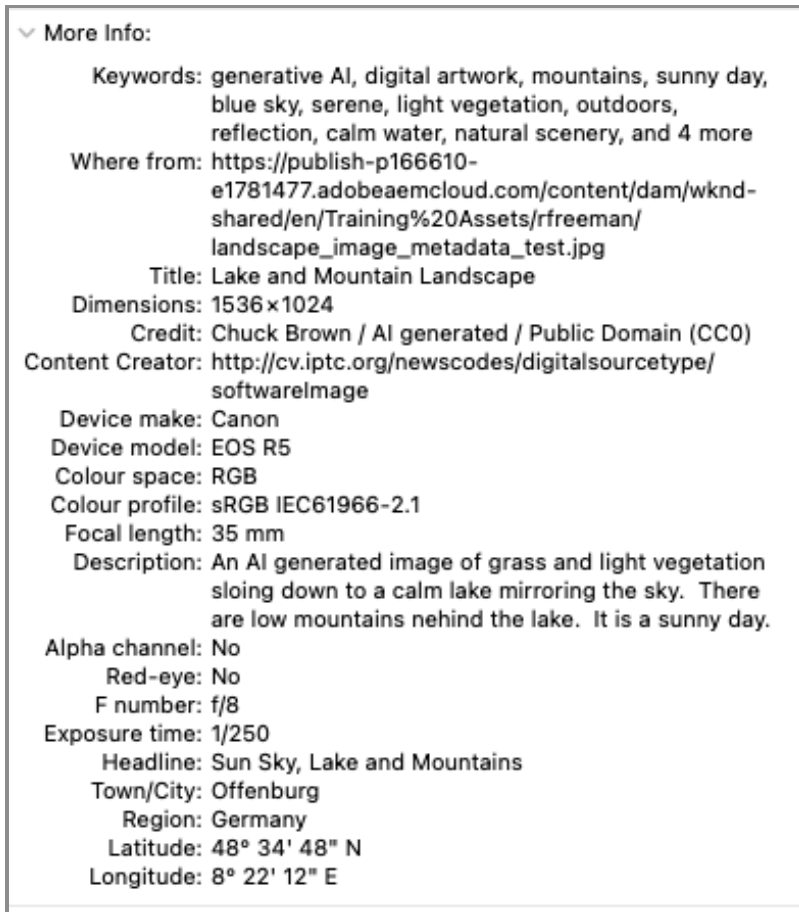 More Info:
Keywords: generative AI, digital artwork, mountains, sunny day,
blue sky, serene, light vegetation, outdoors,
reflection, calm water, natural scenery, and 4 more
Where from: https://publish-p166610-
e1781477.adobeaemcloud.com/content/dam/wknd-
shared/en/Training%20Assets/rfreeman/
landscape_image_metadata_test.jpg
Title: Lake and Mountain Landscape
Dimensions: 1536×1024
Credit: Chuck Brown / AI generated / Public Domain (CC0)
Content Creator: http://cv.iptc.org/newscodes/digitalsourcetype/
softwareImage
Device make: Canon
Device model: EOS R5
Colour space: RGB
Colour profile: sRGB IEC61966-2.1
Focal length: 35 mm
Description: An AI generated image of grass and light vegetation
sloing down to a calm lake mirroring the sky.  There
are low mountains nehind the lake.  It is a sunny day.
Alpha channel: No
Red-eye: No
F number: f/8
Exposure time: 1/250
Headline: Sun Sky, Lake and Mountains
Town/City: Offenburg
Region: Germany
Latitude: 48° 34' 48" N
Longitude: 8° 22' 12" E